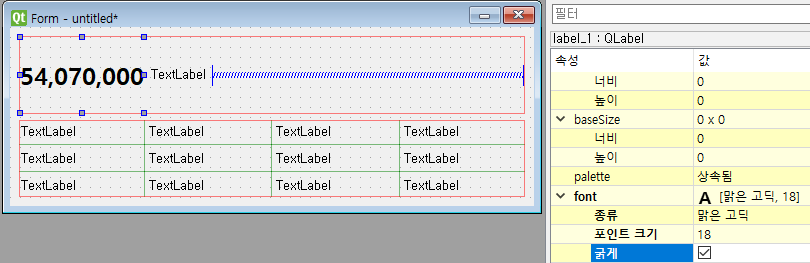 Qt Form - untitled*
54,070,000 TextLabel
TextLabel TextLabel TextLabel TextLabel
TextLabel TextLabel TextLabel TextLabel
TextLabel TextLabel TextLabel TextLabel
필터
label_1 : QLabel
속성 값
너비 0
높이 0
baseSize 0 x 0
너비 0
높이 0
palette 상속됨
font A [맑은 고딕, 18]
종류 맑은 고딕
포인트 크기 18
굵게